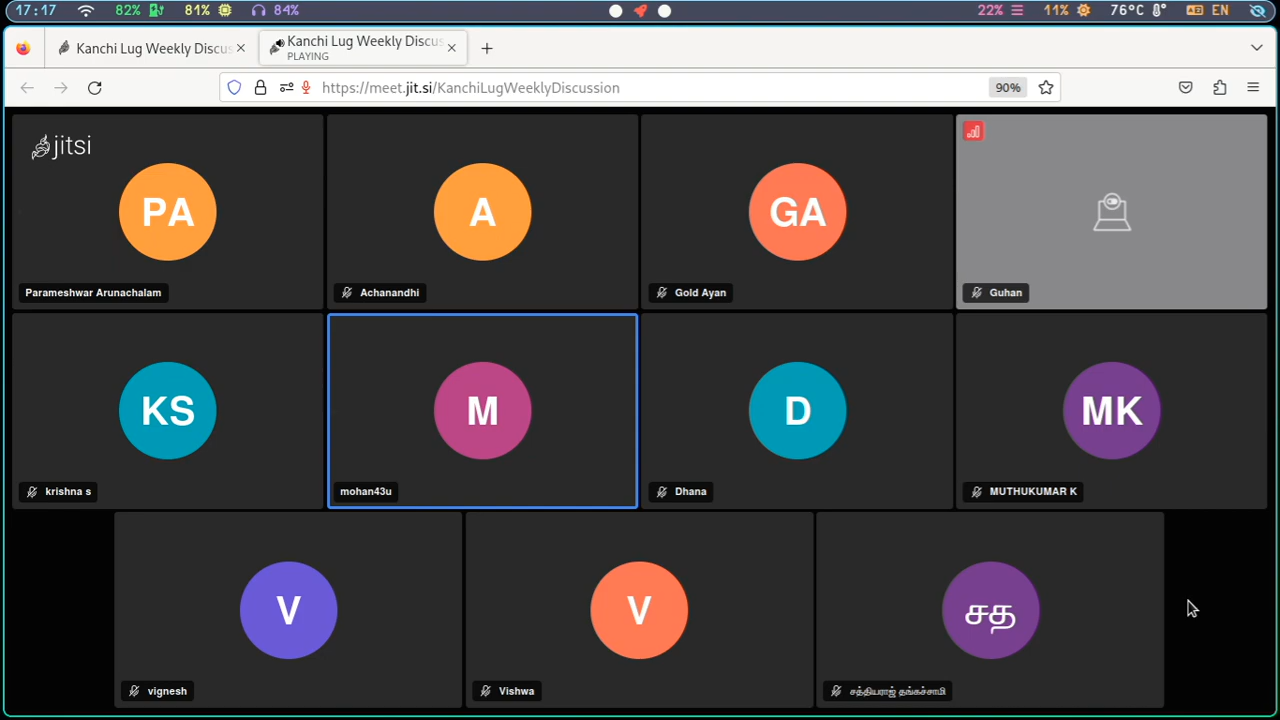 17:17 82% 81% 84% 22% 11% 76°C EN
Kanchi Lug Weekly Discus
Kanchi Lug Weekly Discus
PLAYING
https://meet.jit.si/KanchiLugWeeklyDiscussion 90%
jitsi
PA
Parameshwar Arunachalam
A
Achanandhi
GA
Gold Ayan
Guhan
KS
krishna s
M
mohan43u
D
Dhana
MK
MUTHUKUMAR K
V
vignesh
V
Vishwa
சத
சத்தியராஜ் தங்கச்சாமி